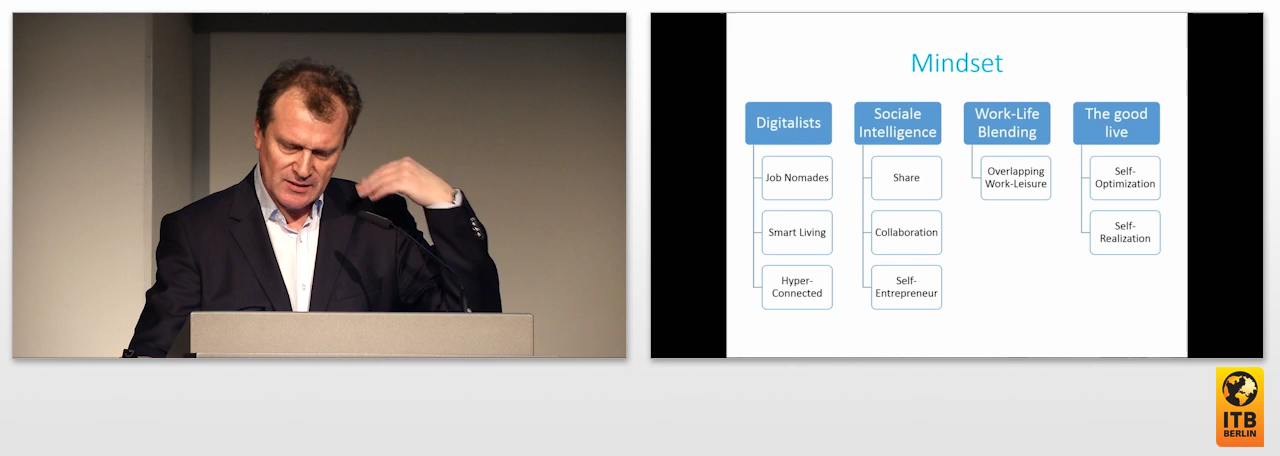 Mindset
Digitalists
Job Nomades
Smart Living
Hyper-
Connected
Sociale
Intelligence
Share
Collaboration
Self-
Entrepreneur
Work-Life
Blending
Overlapping
Work-Leisure
The good
live
Self-
Optimization
Self-
Realization
ITB
BERLIN